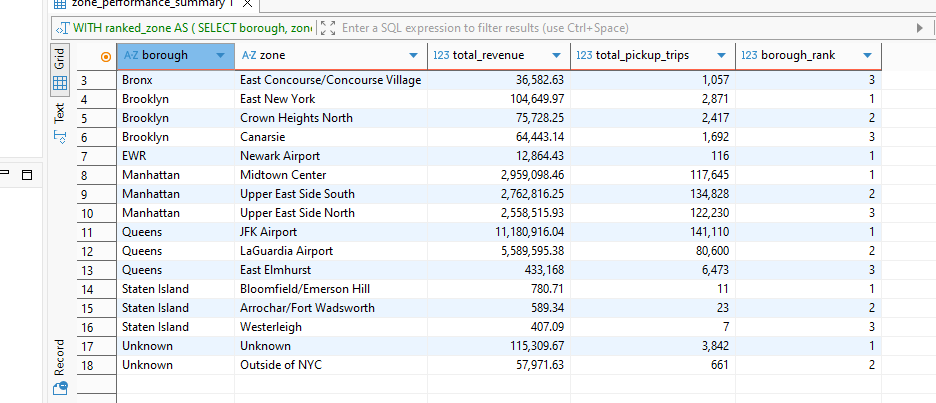 zone_performance_summary 1
WITH ranked_zone AS ( SELECT borough, zone Enter a SQL expression to filter results (use Ctrl+Space)
Grid
Text
Record
A-Z borough A-Z zone 123 total_revenue 123 total_pickup_trips 123 borough_rank
3 Bronx East Concourse/Concourse Village 36,582.63 1,057 3
4 Brooklyn East New York 104,649.97 2,871 1
5 Brooklyn Crown Heights North 75,728.25 2,417 2
6 Brooklyn Canarsie 64,443.14 1,692 3
7 EWR Newark Airport 12,864.43 116 1
8 Manhattan Midtown Center 2,959,098.46 117,645 1
9 Manhattan Upper East Side South 2,762,816.25 134,828 2
10 Manhattan Upper East Side North 2,558,515.93 122,230 3
11 Queens JFK Airport 11,180,916.04 141,110 1
12 Queens LaGuardia Airport 5,589,595.38 80,600 2
13 Queens East Elmhurst 433,168 6,473 3
14 Staten Island Bloomfield/Emerson Hill 780.71 11 1
15 Staten Island Arrochar/Fort Wadsworth 589.34 23 2
16 Staten Island Westerleigh 407.09 7 3
17 Unknown Unknown 115,309.67 3,842 1
18 Unknown Outside of NYC 57,971.63 661 2